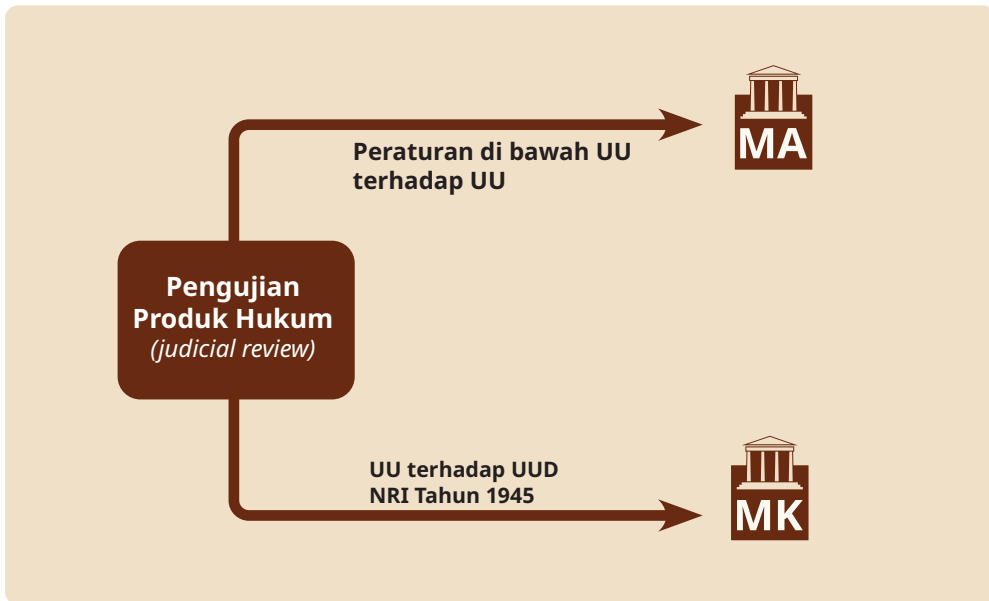 Peraturan di bawah UU
terhadap UU
MA
Pengujian
Produk Hukum
(judicial review)
UU terhadap UUD
NRI Tahun 1945
MK